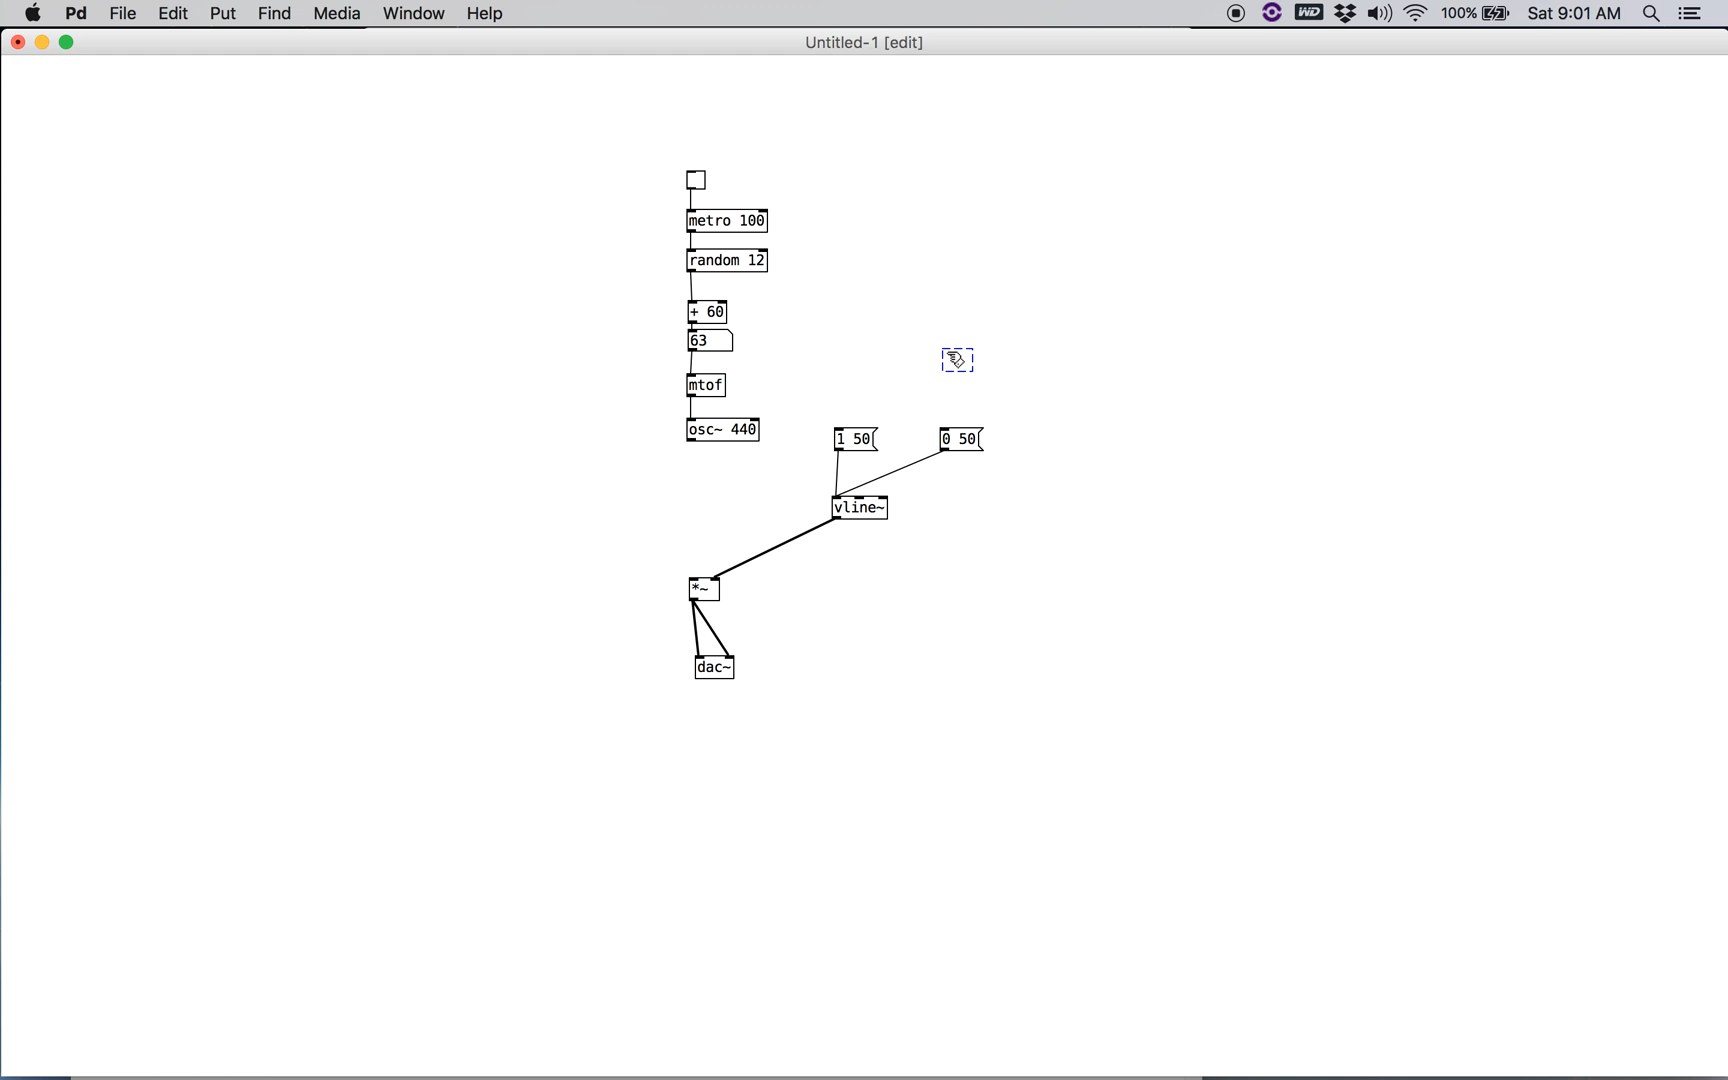 Pd File Edit Put Find Media Window Help WD 100% Sat 9:01 AM
Untitled-1 [edit]
metro 100
random 12
+ 60
63
mtof
osc~ 440
1 50
0 50
vline~
*~
dac~